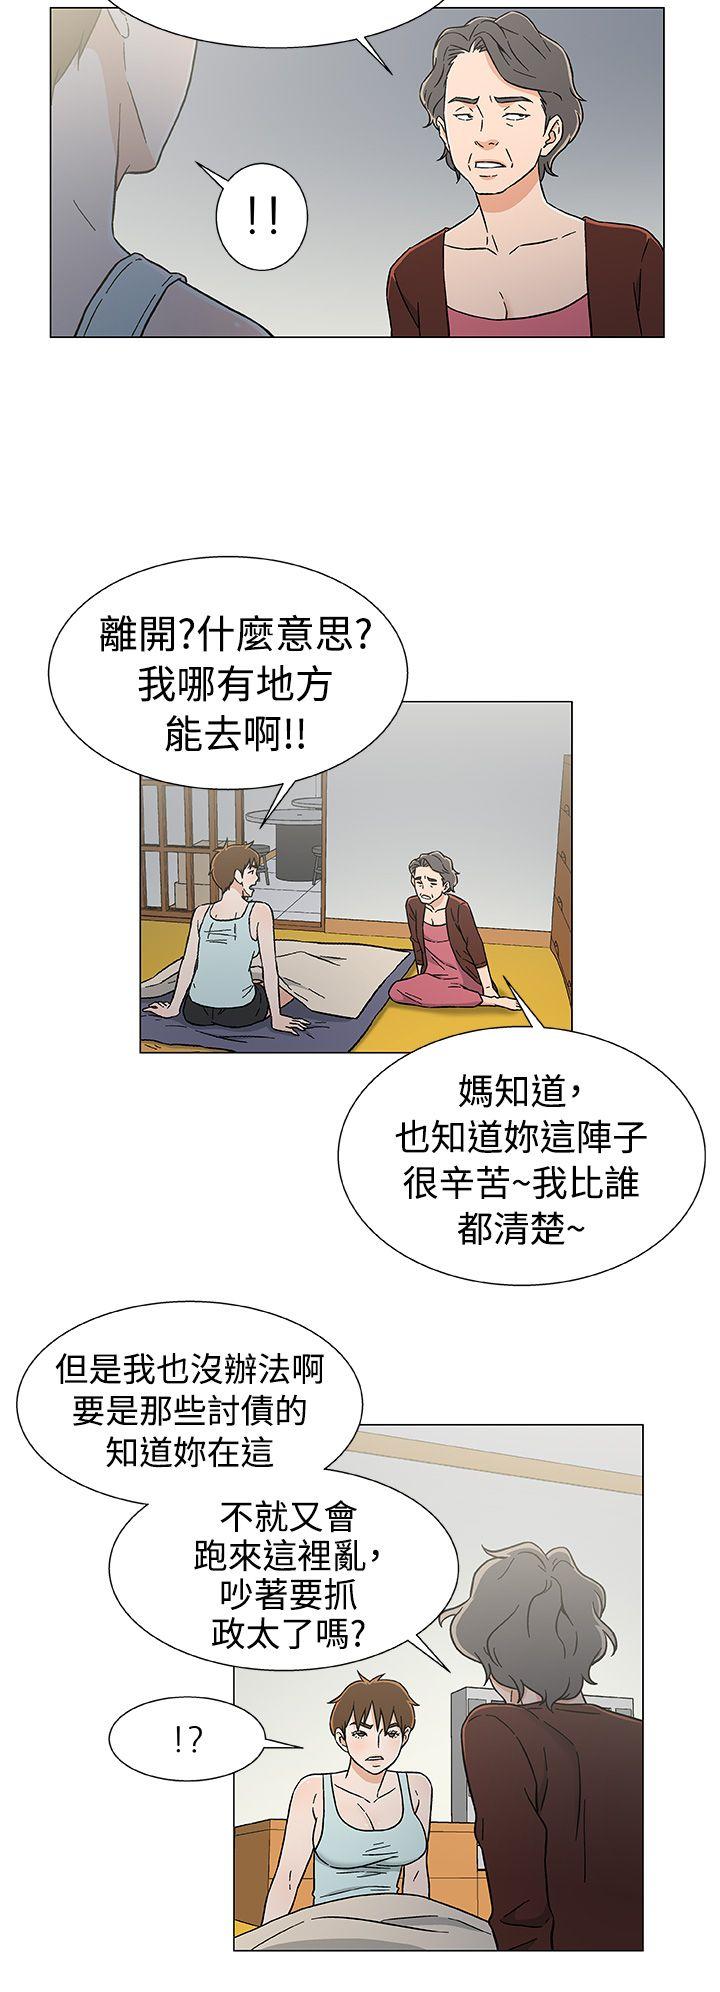 !!
離開?什麼意思?
我哪有地方
能去啊!!
媽知道,
也知道妳這陣子
很辛苦~我比誰
都清楚~
但是我也沒辦法啊
要是那些討債的
知道妳在這
不就又會
跑來這裡亂,
吵著要抓
政太了嗎?
!?